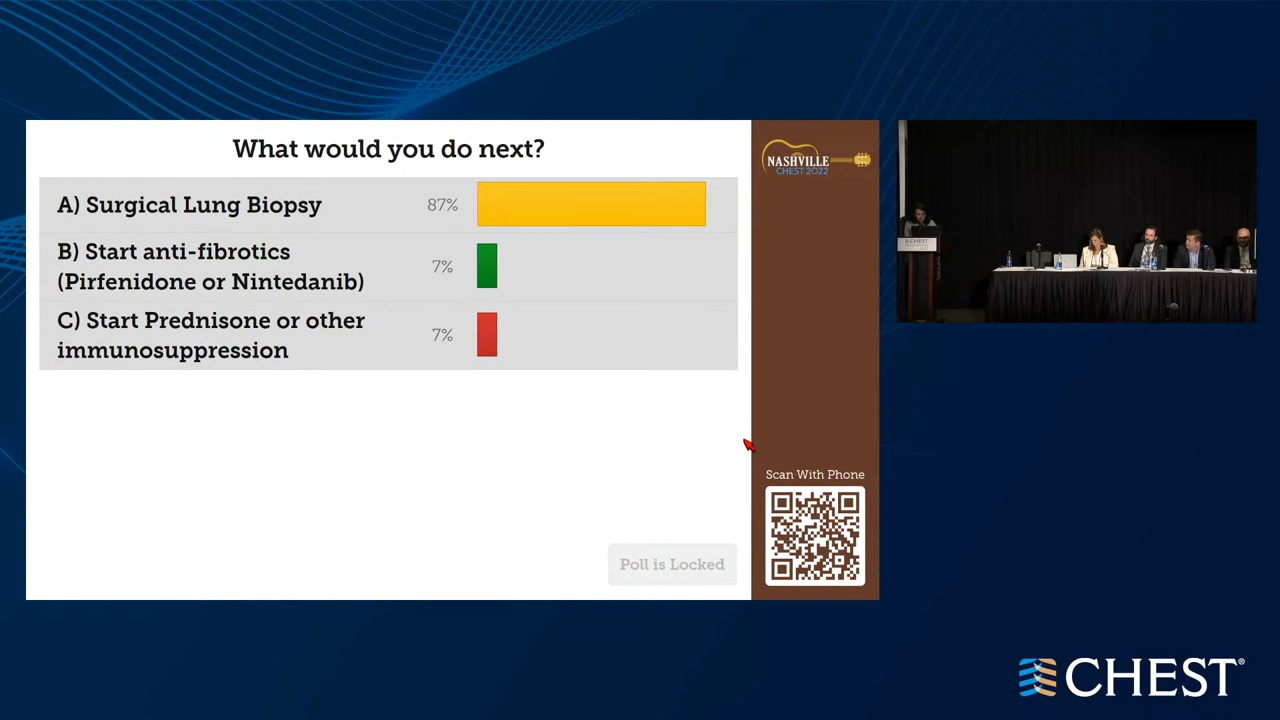 What would you do next?
A) Surgical Lung Biopsy
87%
B) Start anti-fibrotics
(Pirfenidone or Nintedanib)
7%
C) Start Prednisone or other
immunosuppression
7%
Poll is Locked
NASHVILLE
CHEST 2022
Scan With Phone
CHEST
CHEST®